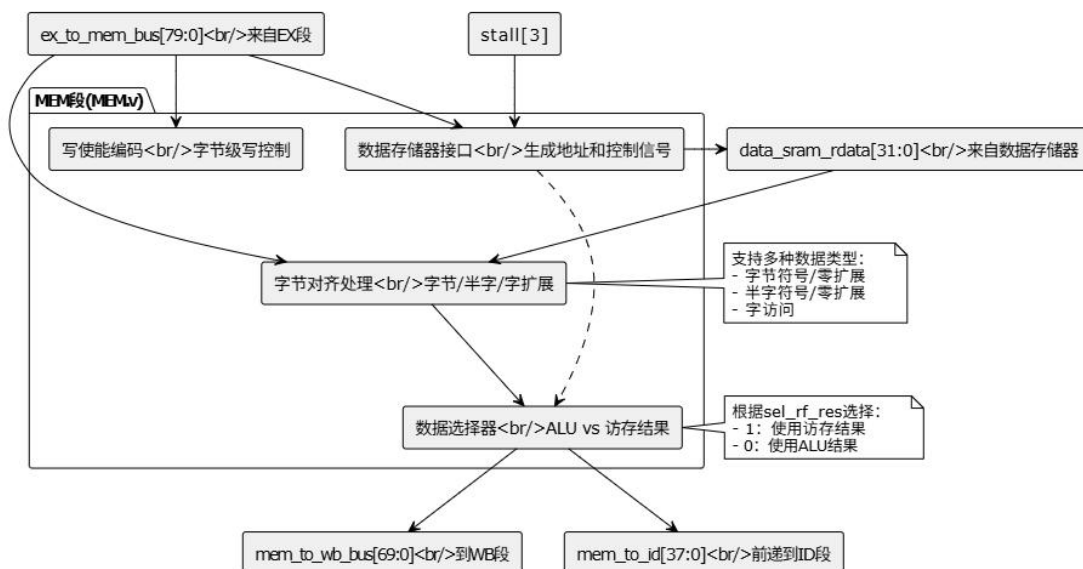 ex_to_mem_bus[79:0]<br/>来自EX段
stall[3]
MEM段(MEM.v)
写使能编码<br/>字节级写控制
数据存储器接口<br/>生成地址和控制信号
data_sram_rdata[31:0]<br/>来自数据存储器
字节对齐处理<br/>字节/半字/字扩展
支持多种数据类型：
- 字节符号/零扩展
- 半字符号/零扩展
- 字访问
数据选择器<br/>ALU vs 访存结果
根据sel_rf_res选择：
- 1：使用访存结果
- 0：使用ALU结果
mem_to_wb_bus[69:0]<br/>到WB段
mem_to_id[37:0]<br/>前递到ID段